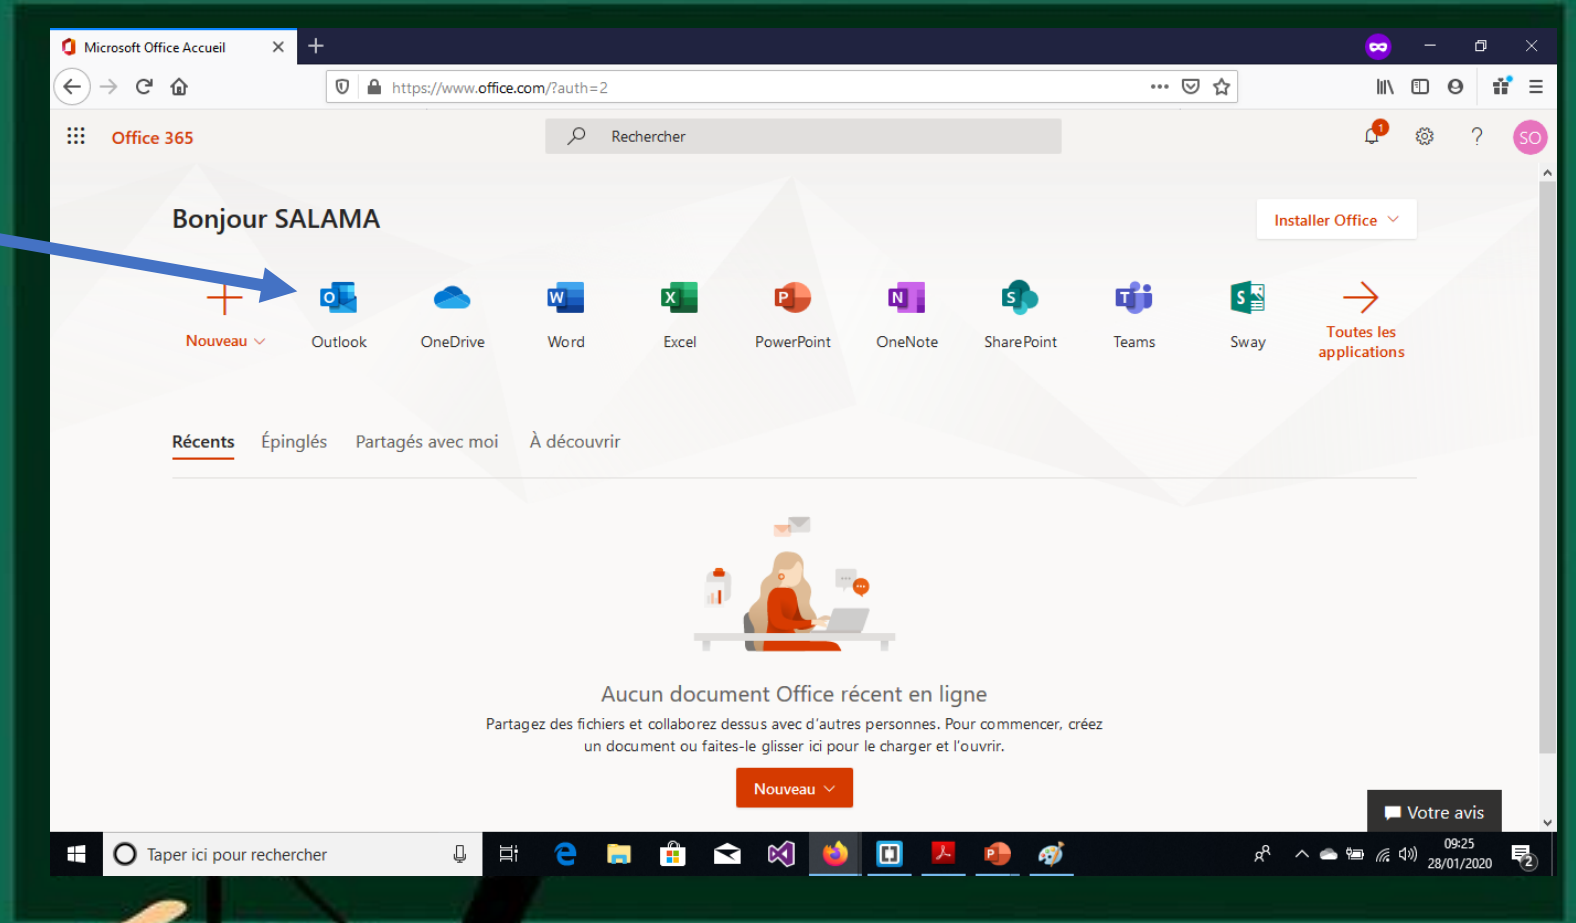 Microsoft Office Accueil
https://www.office.com/?auth=2
Office 365
Rechercher
1
SO
Bonjour SALAMA
Installer Office
Nouveau
Outlook
OneDrive
Word
Excel
PowerPoint
OneNote
SharePoint
Teams
Sway
Toutes les
applications
Récents Épinglés Partagés avec moi À découvrir
Aucun document Office récent en ligne
Partagez des fichiers et collaborez dessus avec d'autres personnes. Pour commencer, créez
un document ou faites-le glisser ici pour le charger et l'ouvrir.
Nouveau
Votre avis
Taper ici pour rechercher
09:25
28/01/2020
2